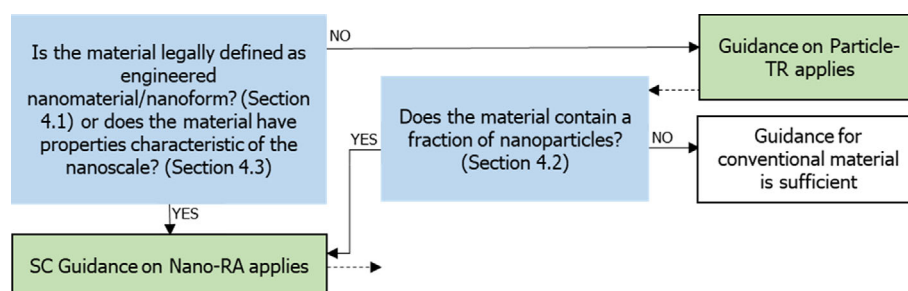 Is the material legally defined as
engineered
nanomaterial/nanoform? (Section
4.1) or does the material have
properties characteristic of the
nanoscale? (Section 4.3)
NO
Guidance on Particle-
TR applies
Does the material contain a
fraction of nanoparticles?
(Section 4.2)
YES
NO
Guidance for
conventional material
is sufficient
YES
SC Guidance on Nano-RA applies